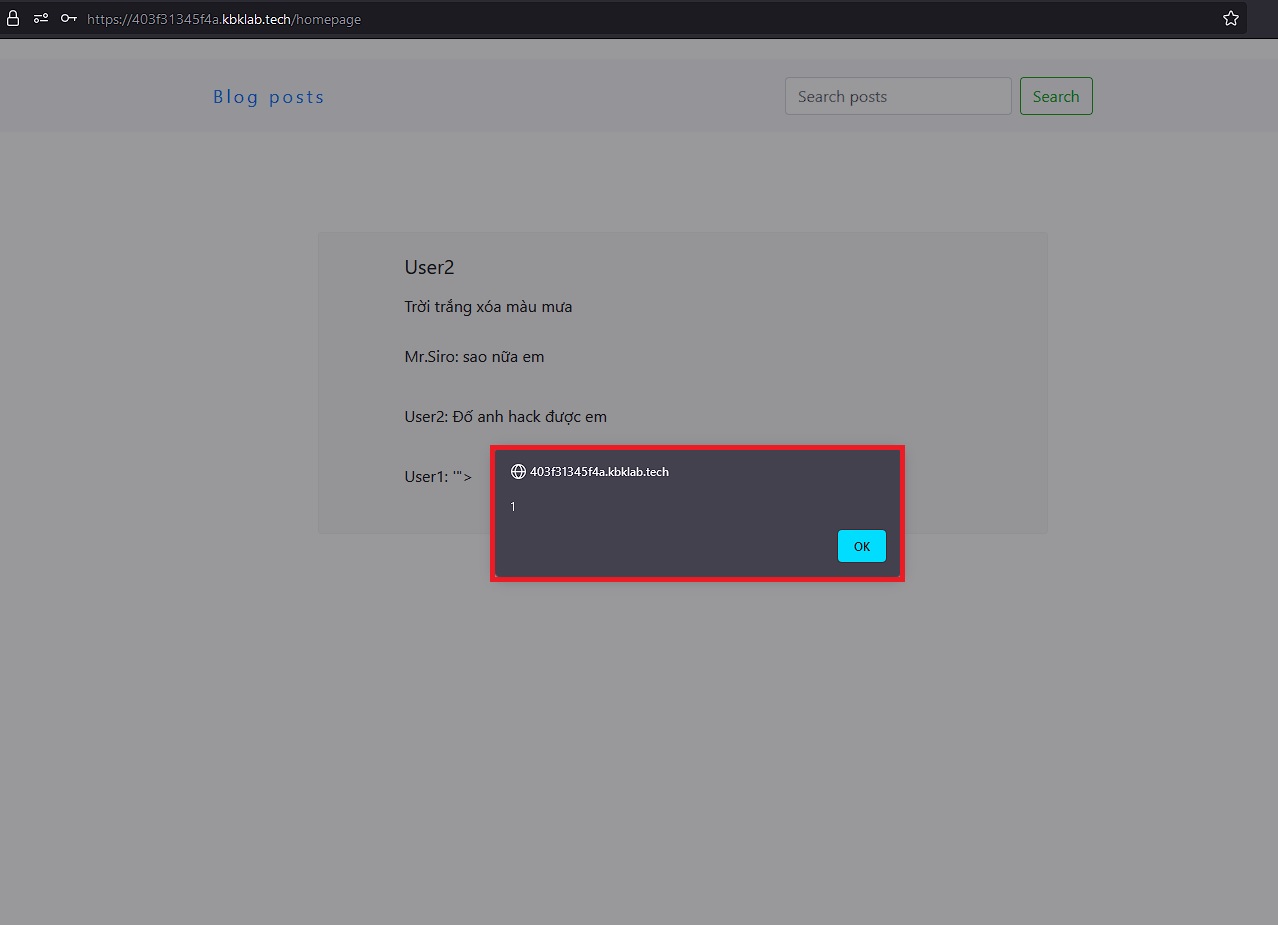 https://403f31345f4a.kbklab.tech/homepage
Blog posts
Search posts
Search
User2
Trời trắng xóa màu mưa
Mr.Siro: sao nữa em
User2: Đố anh hack được em
User1: '">
403f31345f4a.kbklab.tech
1
OK